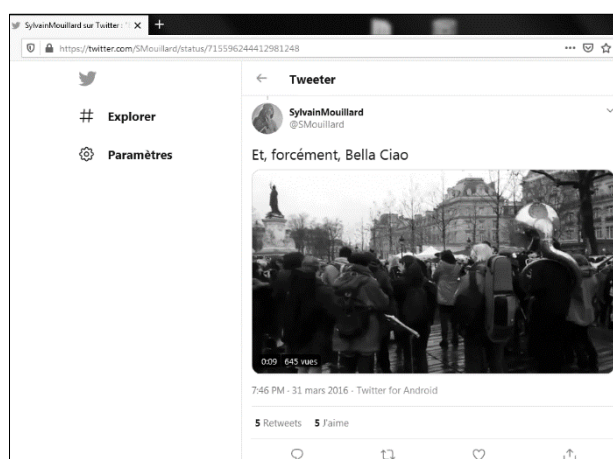 SylvainMouillard sur Twitter :
https://twitter.com/SMouillard/status/715596244412981248
Tweeter
SylvainMouillard
@SMouillard
Explorer
Paramètres
Et, forcément, Bella Ciao
0:09 645 vues
7:46 PM · 31 mars 2016 · Twitter for Android
5 Retweets 5 J'aime